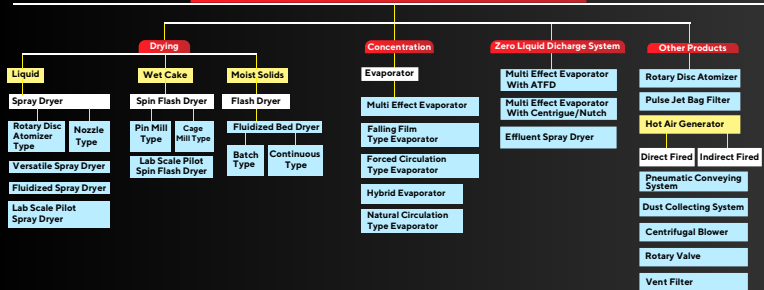 Drying
Concentration
Zero Liquid Dicharge System
Other Products
Liquid
Wet Cake
Moist Solids
Spray Dryer
Spin Flash Dryer
Flash Dryer
Rotary Disc
Atomizer
Type
Nozzle
Type
Pin Mill
Type
Cage
Mill Type
Fluidized Bed Dryer
Batch
Type
Continuous
Type
Versatile Spray Dryer
Lab Scale Pilot
Spin Flash Dryer
Fluidized Spray Dryer
Lab Scale Pilot
Spray Dryer
Evaporator
Multi Effect Evaporator
Falling Film
Type Evaporator
Forced Circulation
Type Evaporator
Hybrid Evaporator
Natural Circulation
Type Evaporator
Multi Effect Evaporator
With ATFD
Multi Effect Evaporator
With Centrigue/Nutch
Effluent Spray Dryer
Rotary Disc Atomizer
Pulse Jet Bag Filter
Hot Air Generator
Direct Fired
Indirect Fired
Pneumatic Conveying
System
Dust Collecting System
Centrifugal Blower
Rotary Valve
Vent Filter